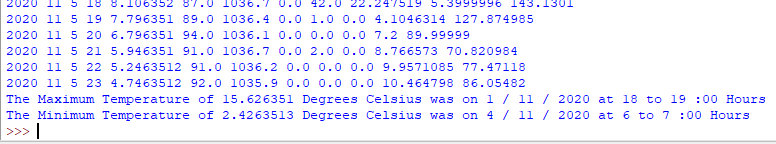 2020 11 5 18 8.106352 87.0 1036.7 0.0 42.0 22.247519 5.3999996 143.1301
2020 11 5 19 7.796351 89.0 1036.4 0.0 1.0 0.0 4.1046314 127.874985
2020 11 5 20 6.796351 94.0 1036.1 0.0 0.0 0.0 7.2 89.99999
2020 11 5 21 5.946351 91.0 1036.7 0.0 2.0 0.0 8.766573 70.820984
2020 11 5 22 5.2463512 91.0 1036.2 0.0 0.0 0.0 9.9571085 77.47118
2020 11 5 23 4.7463512 92.0 1035.9 0.0 0.0 0.0 10.464798 86.05482
The Maximum Temperature of 15.626351 Degrees Celsius was on 1 / 11 / 2020 at 18 to 19 :00 Hours
The Minimum Temperature of 2.4263513 Degrees Celsius was on 4 / 11 / 2020 at 6 to 7 :00 Hours
>>>